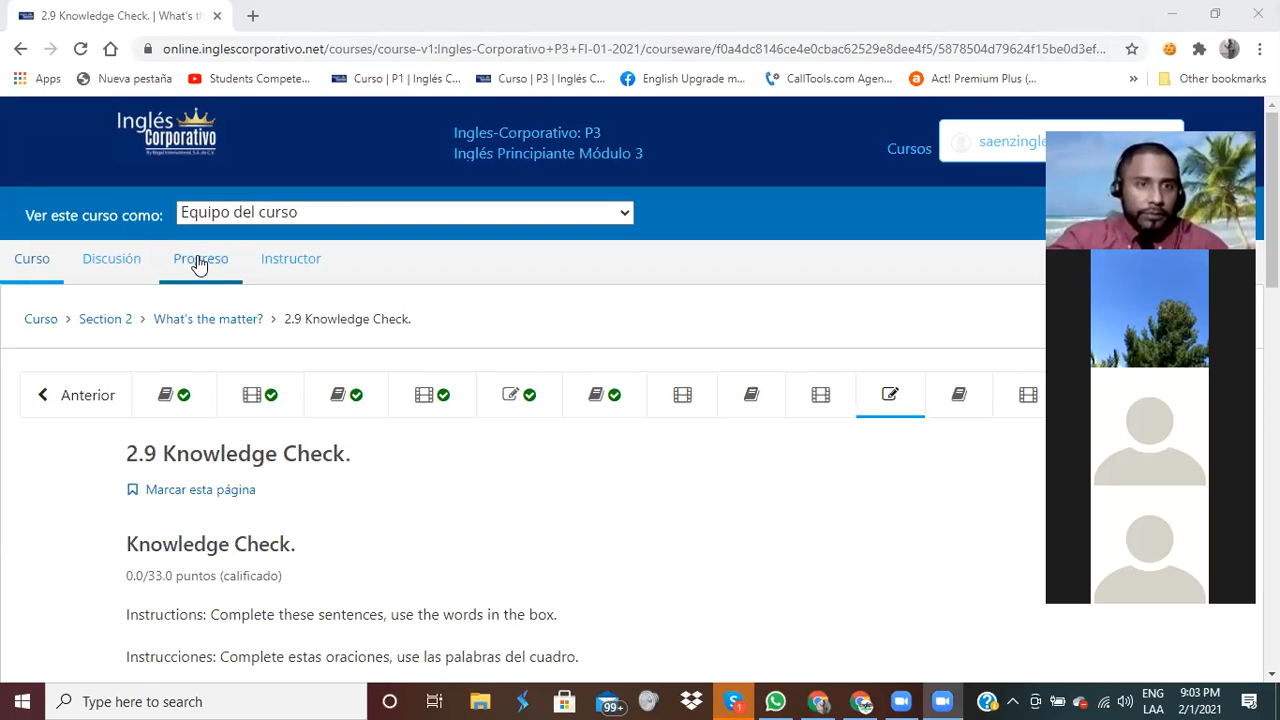 2.9 Knowledge Check. | What's th
online.inglescorporativo.net/courses/course-v1:Ingles-Corporativo+P3+FI-01-2021/courseware/f0a4dc8146ce4e0cbac62529e8dee4f5/5878504d79624f15be0d3ef...
Apps Nueva pestaña Students Compete... Curso | P1 | Inglés C... Curso | P3 | Inglés C... English Upgrade m... CallTools.com Agen... Act! Premium Plus (... » Other bookmarks
Inglés
Corporativo
Ingles-Corporativo: P3
Inglés Principiante Módulo 3
Cursos saenzingle
Ver este curso como: Equipo del curso
Curso Discusión Progreso Instructor
Curso > Section 2 > What's the matter? > 2.9 Knowledge Check.
Anterior
2.9 Knowledge Check.
Marcar esta página
Knowledge Check.
0.0/33.0 puntos (calificado)
Instructions: Complete these sentences, use the words in the box.
Instrucciones: Complete estas oraciones, use las palabras del cuadro.
Type here to search
99+
1
ENG
LAA
9:03 PM
2/1/2021